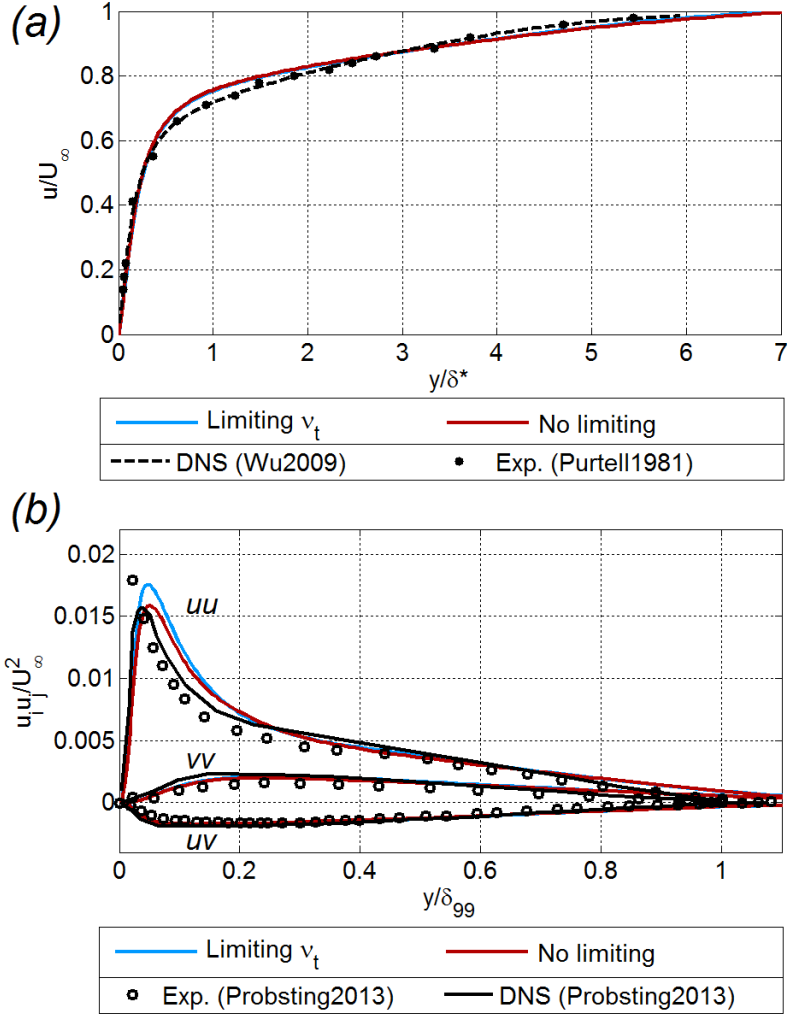 (a)
1
0.8
0.6
0.4
0.2
0
u/U∞
0 1 2 3 4 5 6 7
y/δ*
Limiting νt No limiting
DNS (Wu2009) Exp. (Purtell1981)
(b)
0.02
0.015
0.01
0.005
0
uiuj/U∞²
uu
vv
uv
0 0.2 0.4 0.6 0.8 1
y/δ99
Limiting νt No limiting
Exp. (Probsting2013) DNS (Probsting2013)